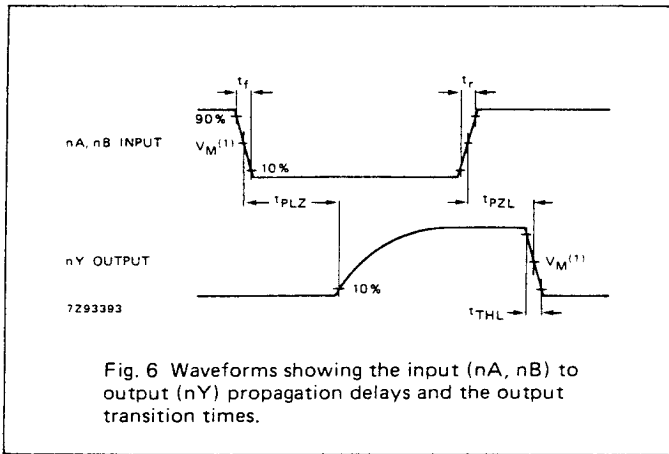 tf
tr
90%
nA, nB INPUT
VM(1)
10%
tPLZ
tPZL
nY OUTPUT
VM(1)
10%
7Z93393
tTHL
Fig. 6 Waveforms showing the input (nA, nB) to
output (nY) propagation delays and the output
transition times.